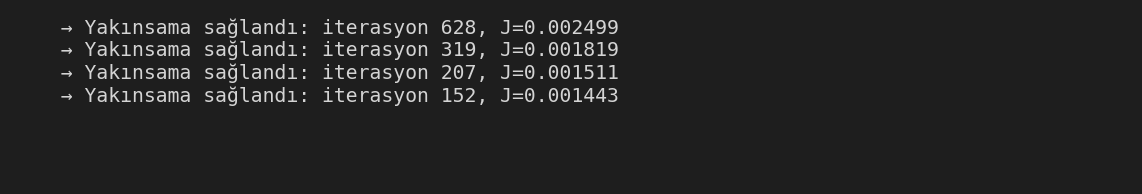 → Yakınsama sağlandı: iterasyon 628, J=0.002499
→ Yakınsama sağlandı: iterasyon 319, J=0.001819
→ Yakınsama sağlandı: iterasyon 207, J=0.001511
→ Yakınsama sağlandı: iterasyon 152, J=0.001443